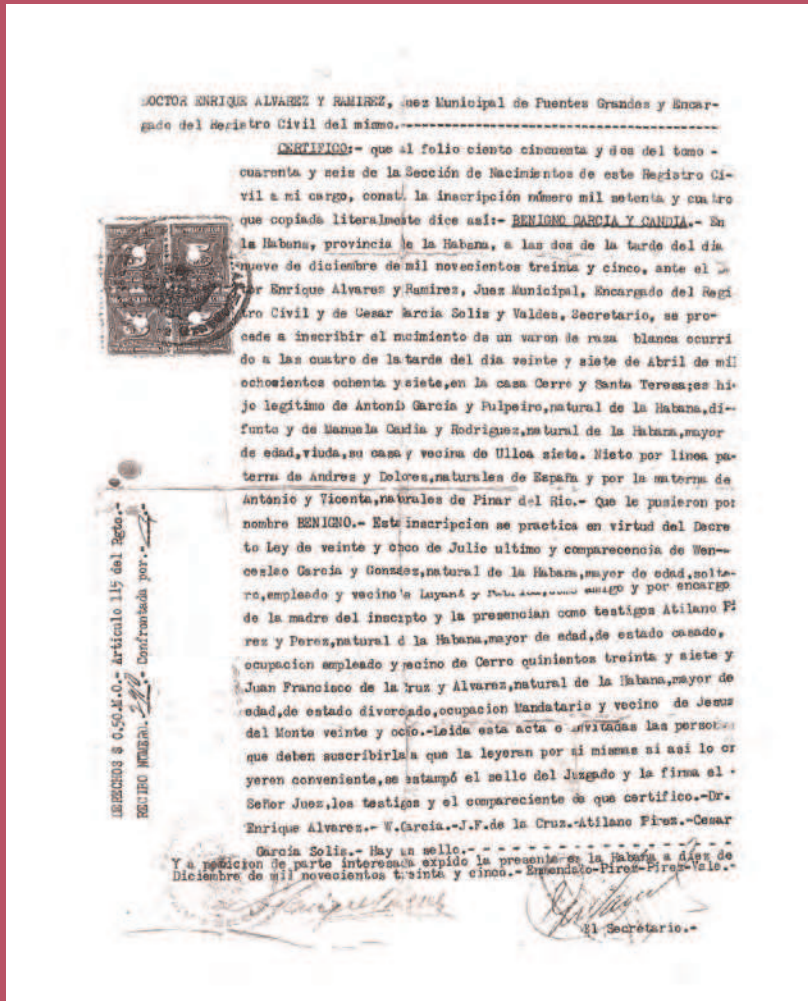 DOCTOR ENRIQUE ALVAREZ Y RAMIREZ, Juez Municipal de Puentes Grandes y Encar-
gado del Registro Civil del mismo.-
CERTIFICO:- que al folio ciento cincuenta y dos del tomo -
cuarenta y seis de la Sección de Nacimientos de este Registro Ci-
vil a mi cargo, consta la inscripción número mil setenta y cuatro
que copiada literalmente dice asi:- BENIGNO GARCIA Y CANDIA.- En
la Habana, provincia de la Habana, a las dos de la tarde del dia
nueve de diciembre de mil novecientos treinta y cinco, ante el
Enrique Alvarez y Ramirez, Juez Municipal, Encargado del Regi
tro Civil y de Cesar Garcia Solis y Valdes, Secretario, se pro-
cede a inscribir el nacimiento de un varon de raza blanca ocurri
do a las cuatro de la tarde del dia veinte y siete de Abril de mil
ochosientos ochenta y siete,en la casa Cerro y Santa Teresa;es hi-
jo legitimo de Antonio Garcia y Pulpeiro,natural de la Habana,di-
funto y de Manuela Candia y Rodriguez,natural de la Habana,mayor
de edad,viuda,su casa y vecina de Ulloa siete. Nieto por linea pa-
terna de Andres y Dolores,naturales de España y por la materna de
Antonio y Vicenta,naturales de Pinar del Rio.- Que le pusieron por
nombre BENIGNO.- Esta inscripcion se practica en virtud del Decre
to Ley de veinte y cinco de Julio ultimo y comparecencia de Wen--
ceslao Garcia y Gonzalez,natural de la Habana,mayor de edad,solte-
ro,empleado y vecino de Luyanó y amigo y por encargo
de la madre del inscripto y la presencian como testigos Atilano Pi
rez y Perez,natural de la Habana,mayor de edad,de estado casado,
ocupacion empleado y vecino de Cerro quinientos treinta y siete y
Juan Francisco de la Cruz y Alvarez,natural de la Habana,mayor de
edad,de estado divorciado,ocupacion Mandatario y vecino de Jesus
del Monte veinte y ocho.-Leida esta acta e invitadas las personas
que deben suscribirla a que la leyeran por si mismas si asi lo cr
yeren conveniente,se estampó el sello del Juzgado y la firma el
Señor Juez,los testigos y el compareciente de que certifico.-Dr.
Enrique Alvarez.- W.Garcia.-J.F.de la Cruz.-Atilano Pirez.-Cesar
Garcia Solis.- Hay un sello.-
Y a peticion de parte interesada expido la presente en la Habana a diez de
Diciembre de mil novecientos treinta y cinco.- Enmendato-Pirez-Pirez-Vale.-
El Secretario.-
DERECHOS $ 0.50.M.O.- Articulo 115 del Rgto.-
RECIBO NUMERO. .- Confrontada por.-